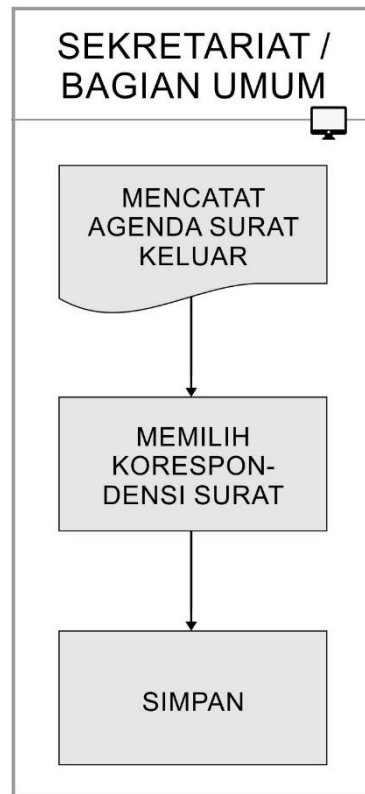 SEKRETARIAT /
BAGIAN UMUM
MENCATAT
AGENDA SURAT
KELUAR
MEMILIH
KORESPON-
DENSI SURAT
SIMPAN